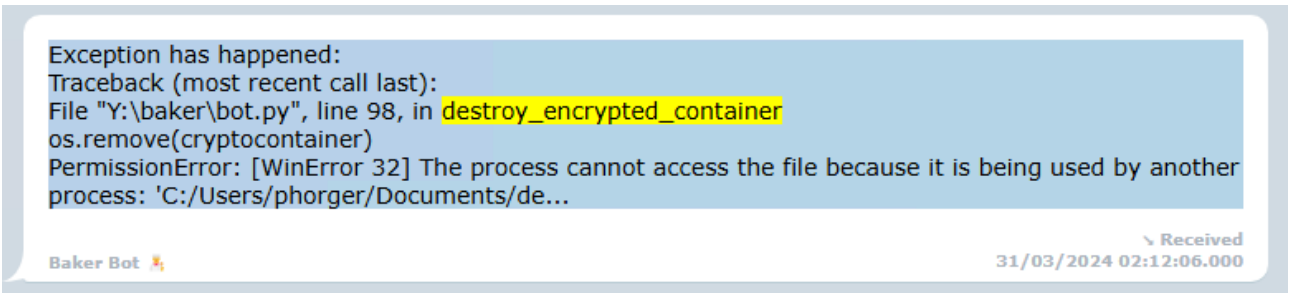 Exception has happened:
Traceback (most recent call last):
File "Y:\baker\bot.py", line 98, in destroy_encrypted_container
os.remove(cryptocontainer)
PermissionError: [WinError 32] The process cannot access the file because it is being used by another
process: 'C:/Users/phorger/Documents/de...
↘ Received
Baker Bot 31/03/2024 02:12:06.000